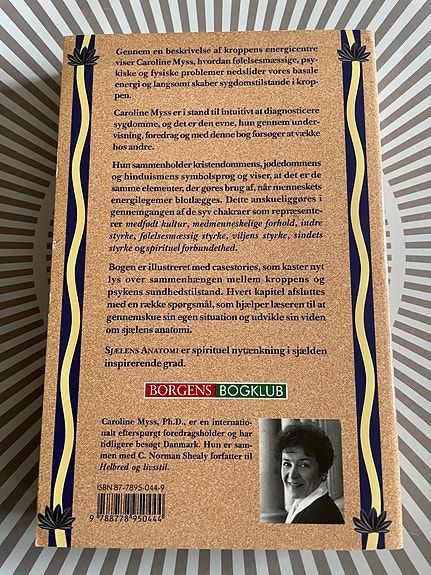 Gennem en beskrivelse af kroppens energicentre
viser Caroline Myss, hvordan følelsesmæssige, psy-
kiske og fysiske problemer nedslider vores basale
energi og langsomt skaber sygdomstilstande i krop-
pen.
Caroline Myss er i stand til intuitivt at diagnosticere
sygdomme, og det er den evne, hun gennem under-
visning, foredrag og med denne bog forsøger at vække
hos andre.
Hun sammenholder kristendommens, jødedommens
og hinduismens symbolsprog og viser, at det er de
samme elementer, der gøres brug af, når menneskets
energilegemer blotlægges. Dette anskueliggøres i
gennemgangen af de syv chakraer som repræsente-
rer medfødt kultur, medmenneskelige forhold, indre
styrke, følelsesmæssig styrke, viljens styrke, sindets
styrke og spirituel forbundethed.
Bogen er illustreret med casestories, som kaster nyt
lys over sammenhængen mellem kroppens og
psykens sundhedstilstand. Hvert kapitel afsluttes
med en række spørgsmål, som hjælper læseren til at
gennemskue sin egen situation og udvikle sin viden
om sjælens anatomi.
SJÆLENS ANATOMI er spirituel nytænkning i sjælden
inspirerende grad.
BORGENS BOGKLUB
Caroline Myss, Ph.D., er en internatio-
nalt efterspurgt foredragsholder og har
tidligere besøgt Danmark. Hun er sam-
men med C. Norman Shealy forfatter til
Helbred og livsstil.
ISBN 87-7895-044-9
9 788778 950444